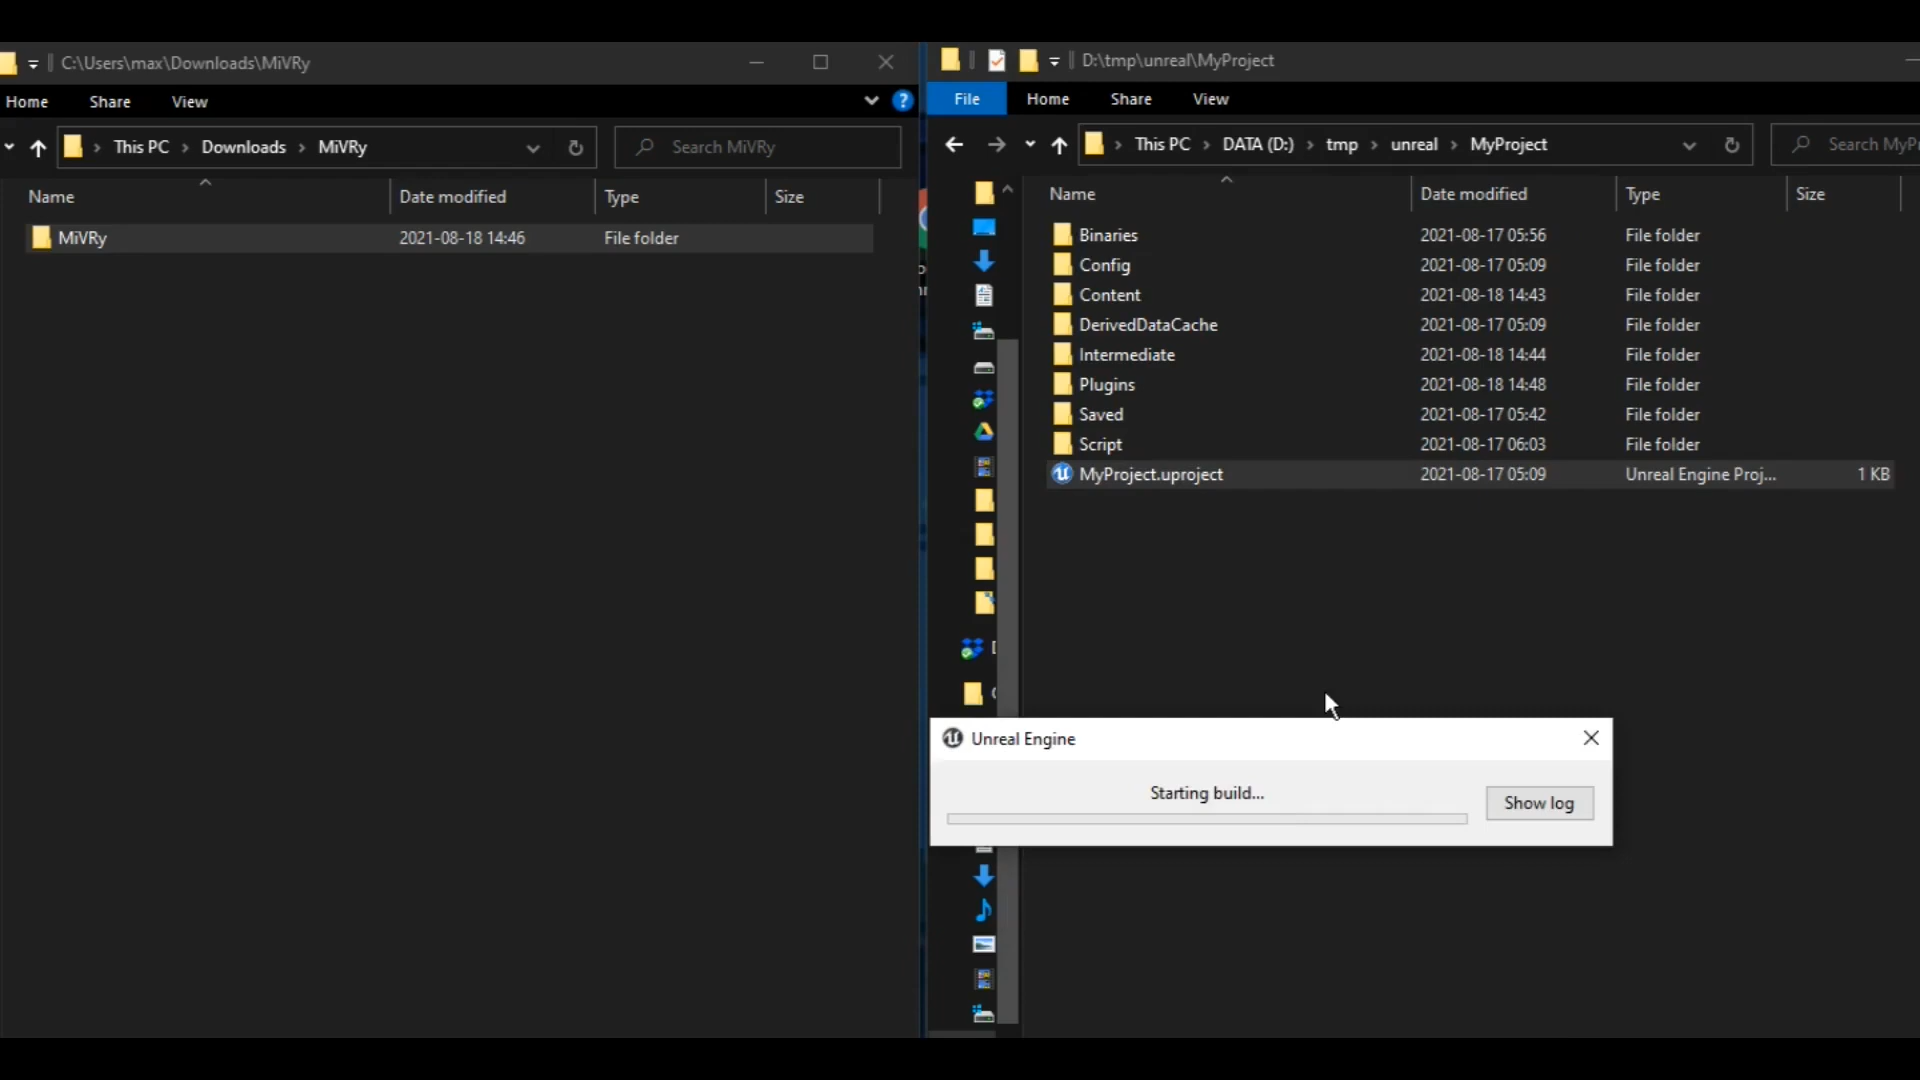 C:\Users\max\Downloads\MiVRy
Home Share View
This PC Downloads MiVRy
Search MiVRy
Name Date modified Type Size
MiVRy 2021-08-18 14:46 File folder
D:\tmp\unreal\MyProject
File Home Share View
This PC DATA (D:) tmp unreal MyProject
Search MyPr
Name Date modified Type Size
Binaries 2021-08-17 05:56 File folder
Config 2021-08-17 05:09 File folder
Content 2021-08-18 14:43 File folder
DerivedDataCache 2021-08-17 05:09 File folder
Intermediate 2021-08-18 14:44 File folder
Plugins 2021-08-18 14:48 File folder
Saved 2021-08-17 05:42 File folder
Script 2021-08-17 06:03 File folder
MyProject.uproject 2021-08-17 05:09 Unreal Engine Proj... 1 KB
Unreal Engine
Starting build...
Show log